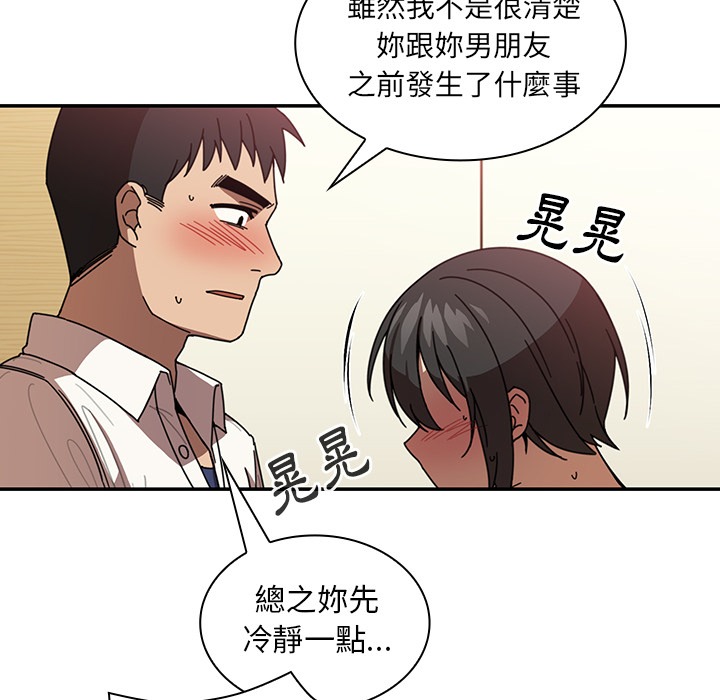 雖然我不是很清楚
妳跟妳男朋友
之前發生了什麼事
晃晃
晃晃
總之妳先
冷靜一點…